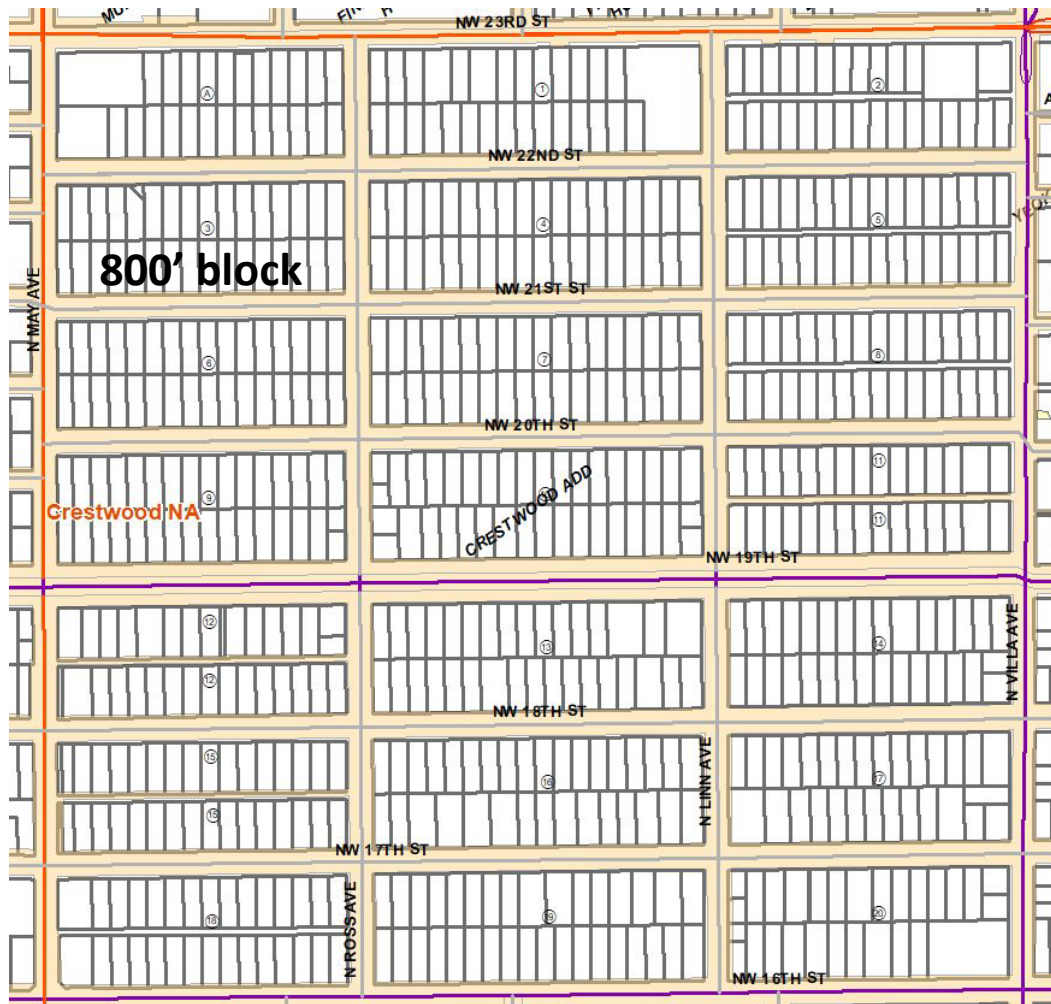 NW 23RD ST
A
1
2
NW 22ND ST
3
4
5
800' block
NW 21ST ST
N MAY AVE
6
7
8
NW 20TH ST
9
11
CRESTWOOD ADD
Crestwood NA
11
NW 19TH ST
12
13
14
12
N VILLA AVE
NW 18TH ST
15
16
17
N LINN AVE
15
NW 17TH ST
18
19
20
N ROSS AVE
NW 16TH ST